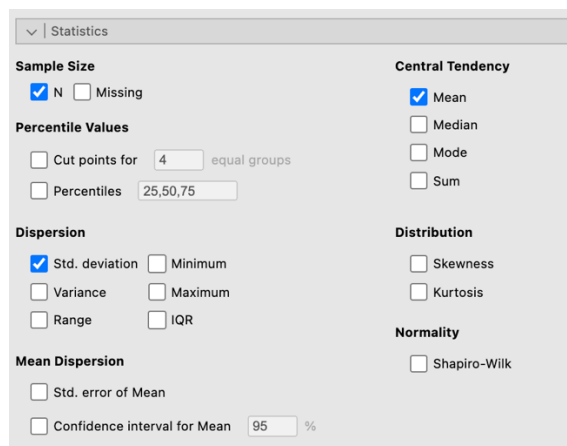 Statistics
Sample Size
N Missing
Percentile Values
Cut points for 4 equal groups
Percentiles 25,50,75
Dispersion
Std. deviation Minimum
Variance Maximum
Range IQR
Mean Dispersion
Std. error of Mean
Confidence interval for Mean 95 %
Central Tendency
Mean
Median
Mode
Sum
Distribution
Skewness
Kurtosis
Normality
Shapiro-Wilk